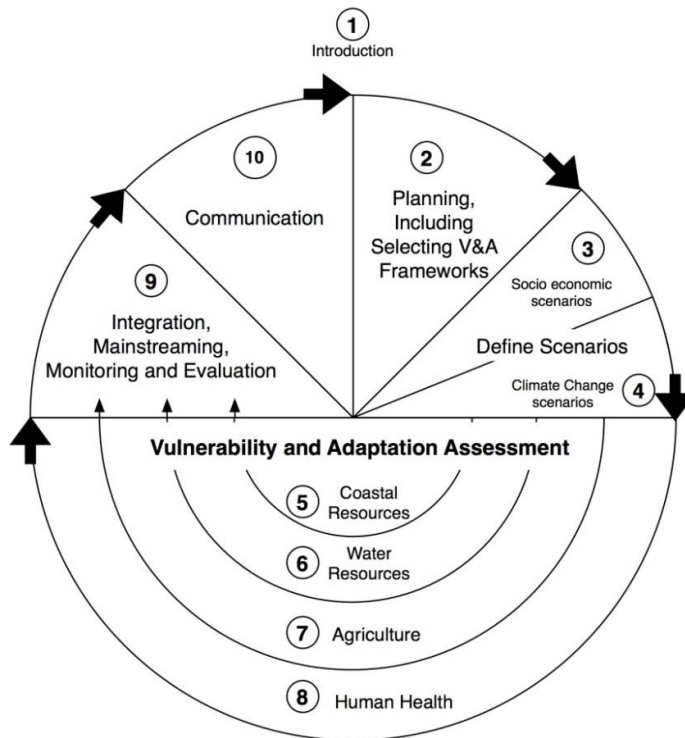 1
Introduction
2
Planning,
Including
Selecting V&A
Frameworks
3
Socio economic
scenarios
Define Scenarios
Climate Change
scenarios
4
Vulnerability and Adaptation Assessment
5
Coastal
Resources
6
Water
Resources
7
Agriculture
8
Human Health
9
Integration,
Mainstreaming,
Monitoring and Evaluation
10
Communication